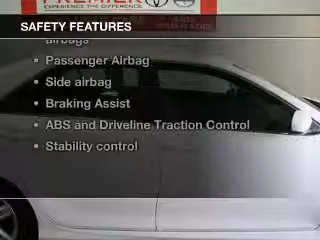 PREMIER
EXPERIENCE THE DIFFERENCE
SAFETY FEATURES
airbags
• Passenger Airbag
• Side airbag
• Braking Assist
• ABS and Driveline Traction Control
• Stability control